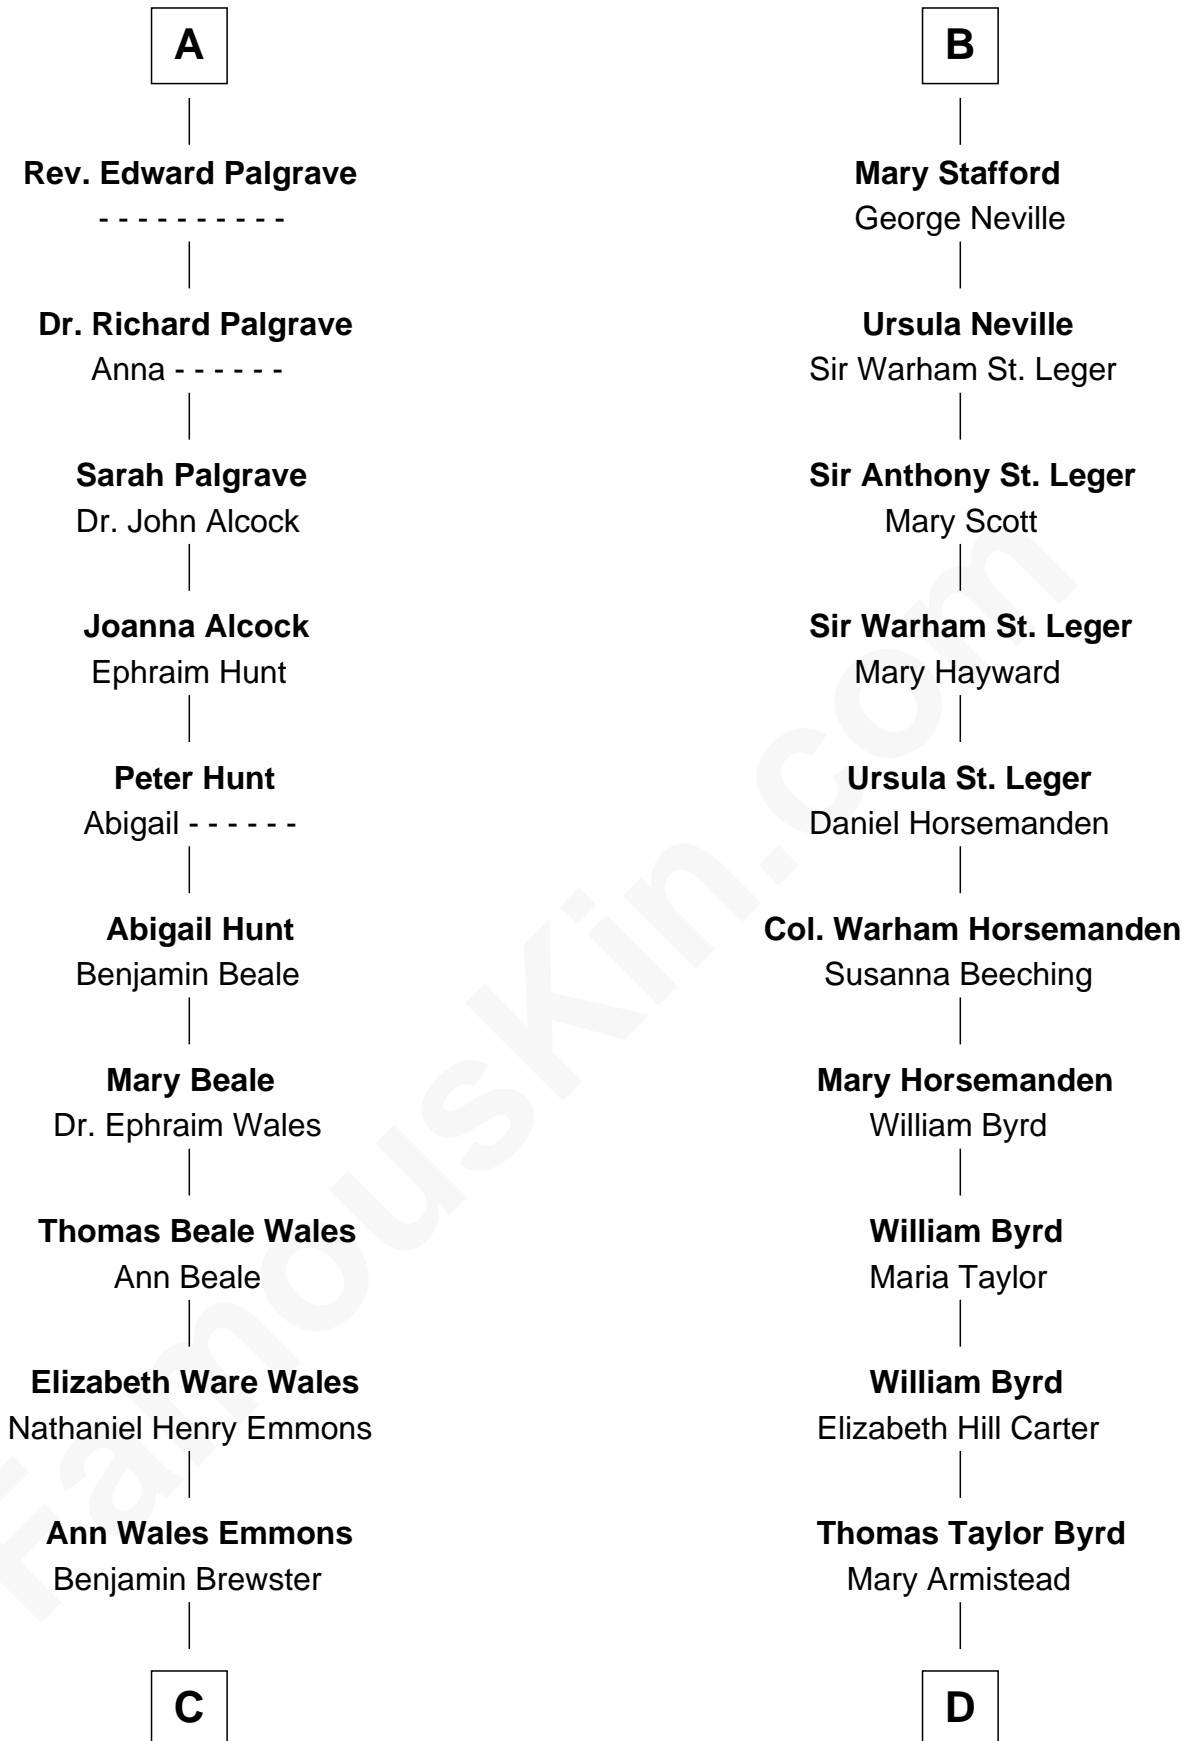 A
Rev. Edward Palgrave
- - - - - - - - - -
Dr. Richard Palgrave
Anna - - - - - -
Sarah Palgrave
Dr. John Alcock
Joanna Alcock
Ephraim Hunt
Peter Hunt
Abigail - - - - - -
Abigail Hunt
Benjamin Beale
Mary Beale
Dr. Ephraim Wales
Thomas Beale Wales
Ann Beale
Elizabeth Ware Wales
Nathaniel Henry Emmons
Ann Wales Emmons
Benjamin Brewster
C
B
Mary Stafford
George Neville
Ursula Neville
Sir Warham St. Leger
Sir Anthony St. Leger
Mary Scott
Sir Warham St. Leger
Mary Hayward
Ursula St. Leger
Daniel Horsemanden
Col. Warham Horsemanden
Susanna Beeching
Mary Horsemanden
William Byrd
William Byrd
Maria Taylor
William Byrd
Elizabeth Hill Carter
Thomas Taylor Byrd
Mary Armistead
D
FamousKin.com